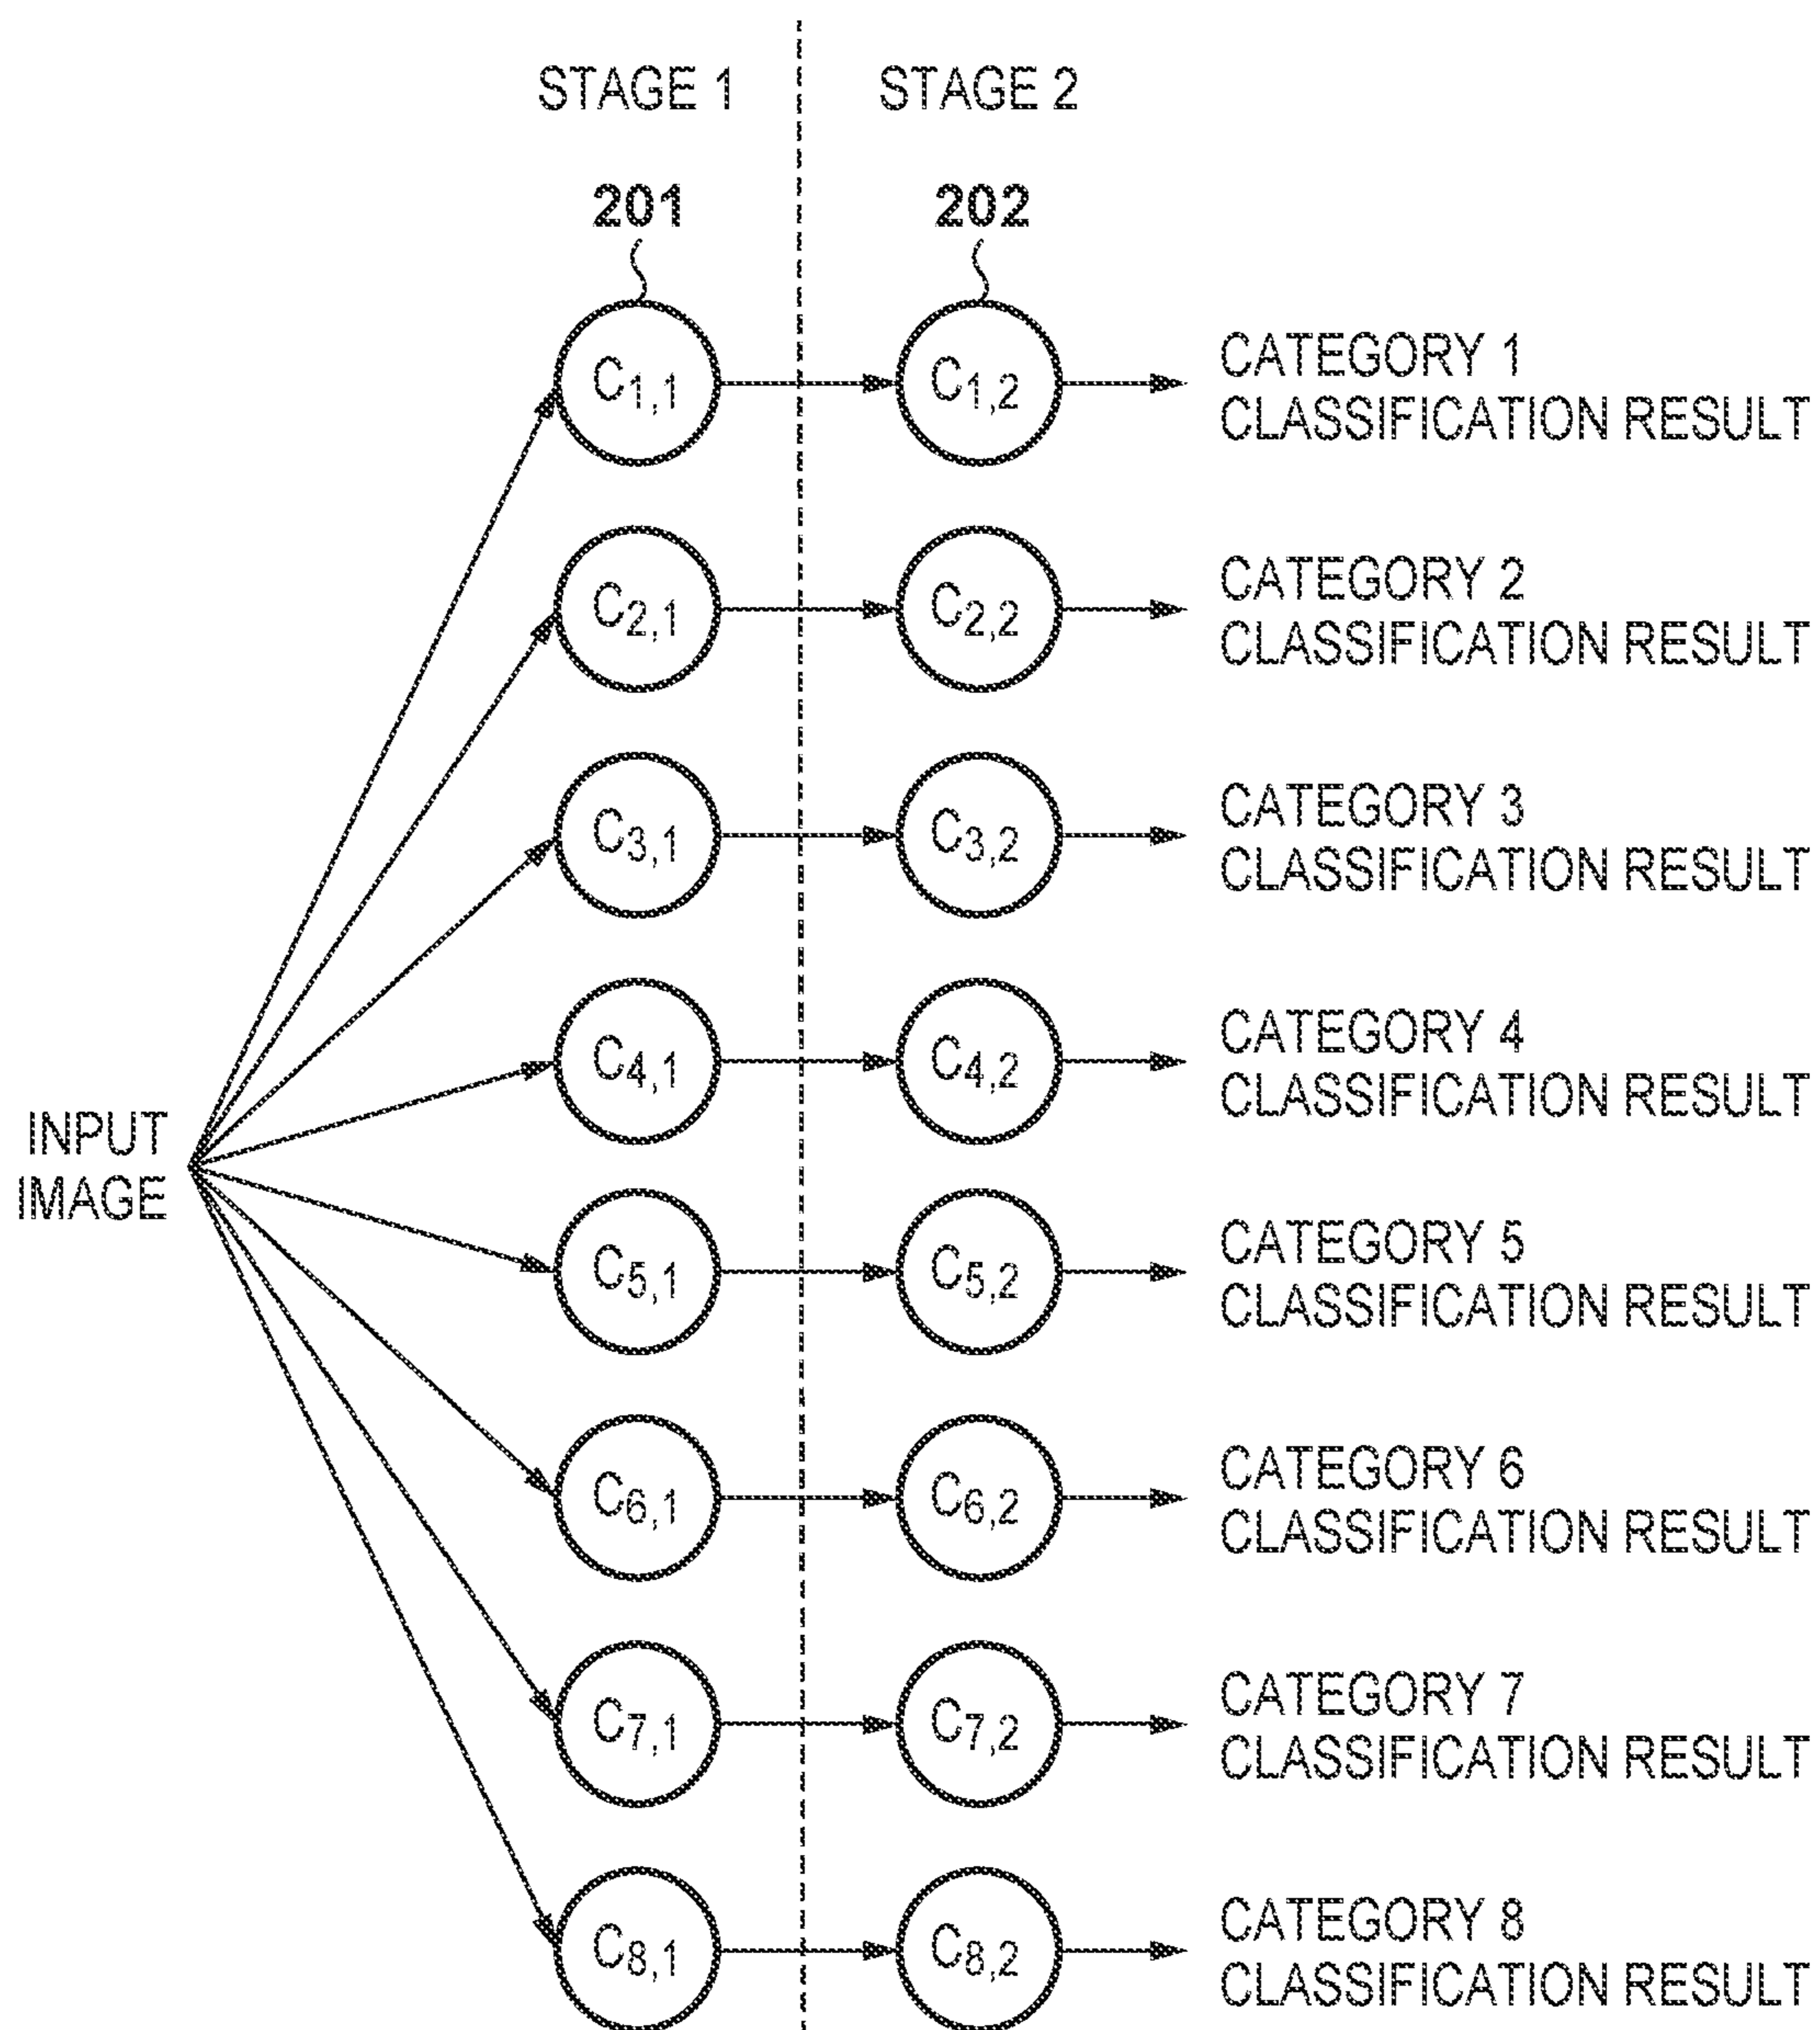 STAGE 1 STAGE 2
201 202
C1,1 C1,2 CATEGORY 1
CLASSIFICATION RESULT
C2,1 C2,2 CATEGORY 2
CLASSIFICATION RESULT
C3,1 C3,2 CATEGORY 3
CLASSIFICATION RESULT
C4,1 C4,2 CATEGORY 4
CLASSIFICATION RESULT
INPUT
IMAGE
C5,1 C5,2 CATEGORY 5
CLASSIFICATION RESULT
C6,1 C6,2 CATEGORY 6
CLASSIFICATION RESULT
C7,1 C7,2 CATEGORY 7
CLASSIFICATION RESULT
C8,1 C8,2 CATEGORY 8
CLASSIFICATION RESULT